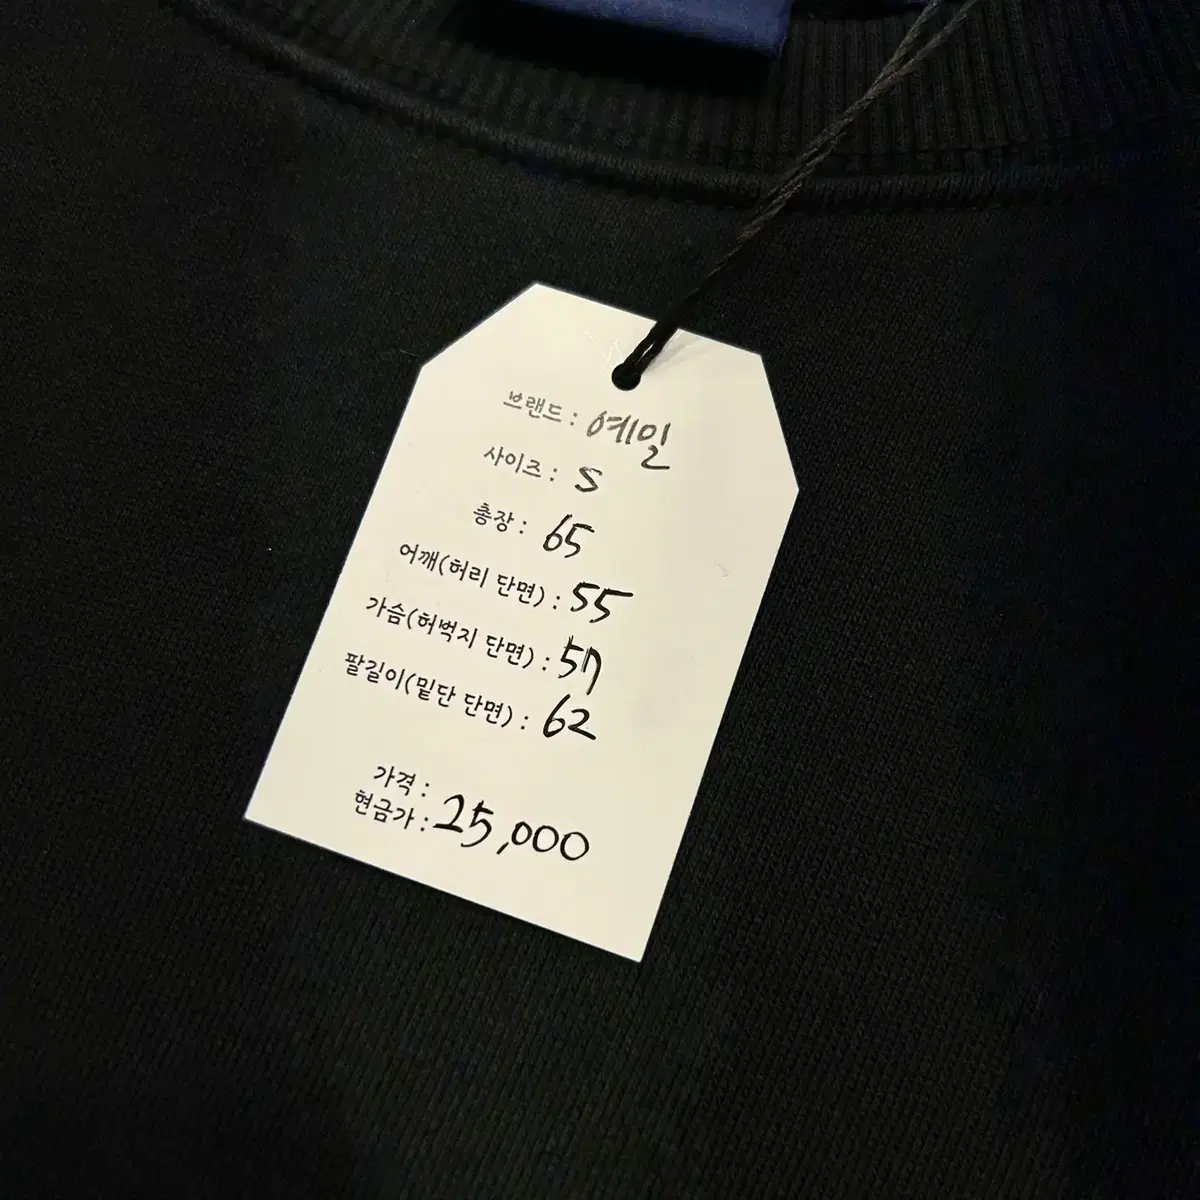 브랜드 : 예일
사이즈 : S
총장 : 65
어깨(허리 단면) : 55
가슴(허벅지 단면) : 57
팔길이(밑단 단면) : 62
가격 :
현금가 : 25,000